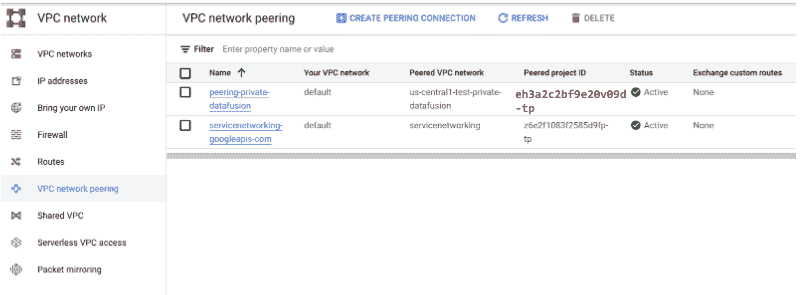 VPC network
VPC network peering
CREATE PEERING CONNECTION
REFRESH
DELETE
VPC networks
IP addresses
Bring your own IP
Firewall
Routes
VPC network peering
Shared VPC
Serverless VPC access
Packet mirroring
Filter Enter property name or value
Name Your VPC network Peered VPC network Peered project ID Status Exchange custom routes
peering-private- default us-central1-test-private- eh3a2c2bf9e20v09d Active None
datafusion datafusion -tp
servicenetworking- default servicenetworking z6e2f1083f2585d9fp- Active None
googleapis-com tp